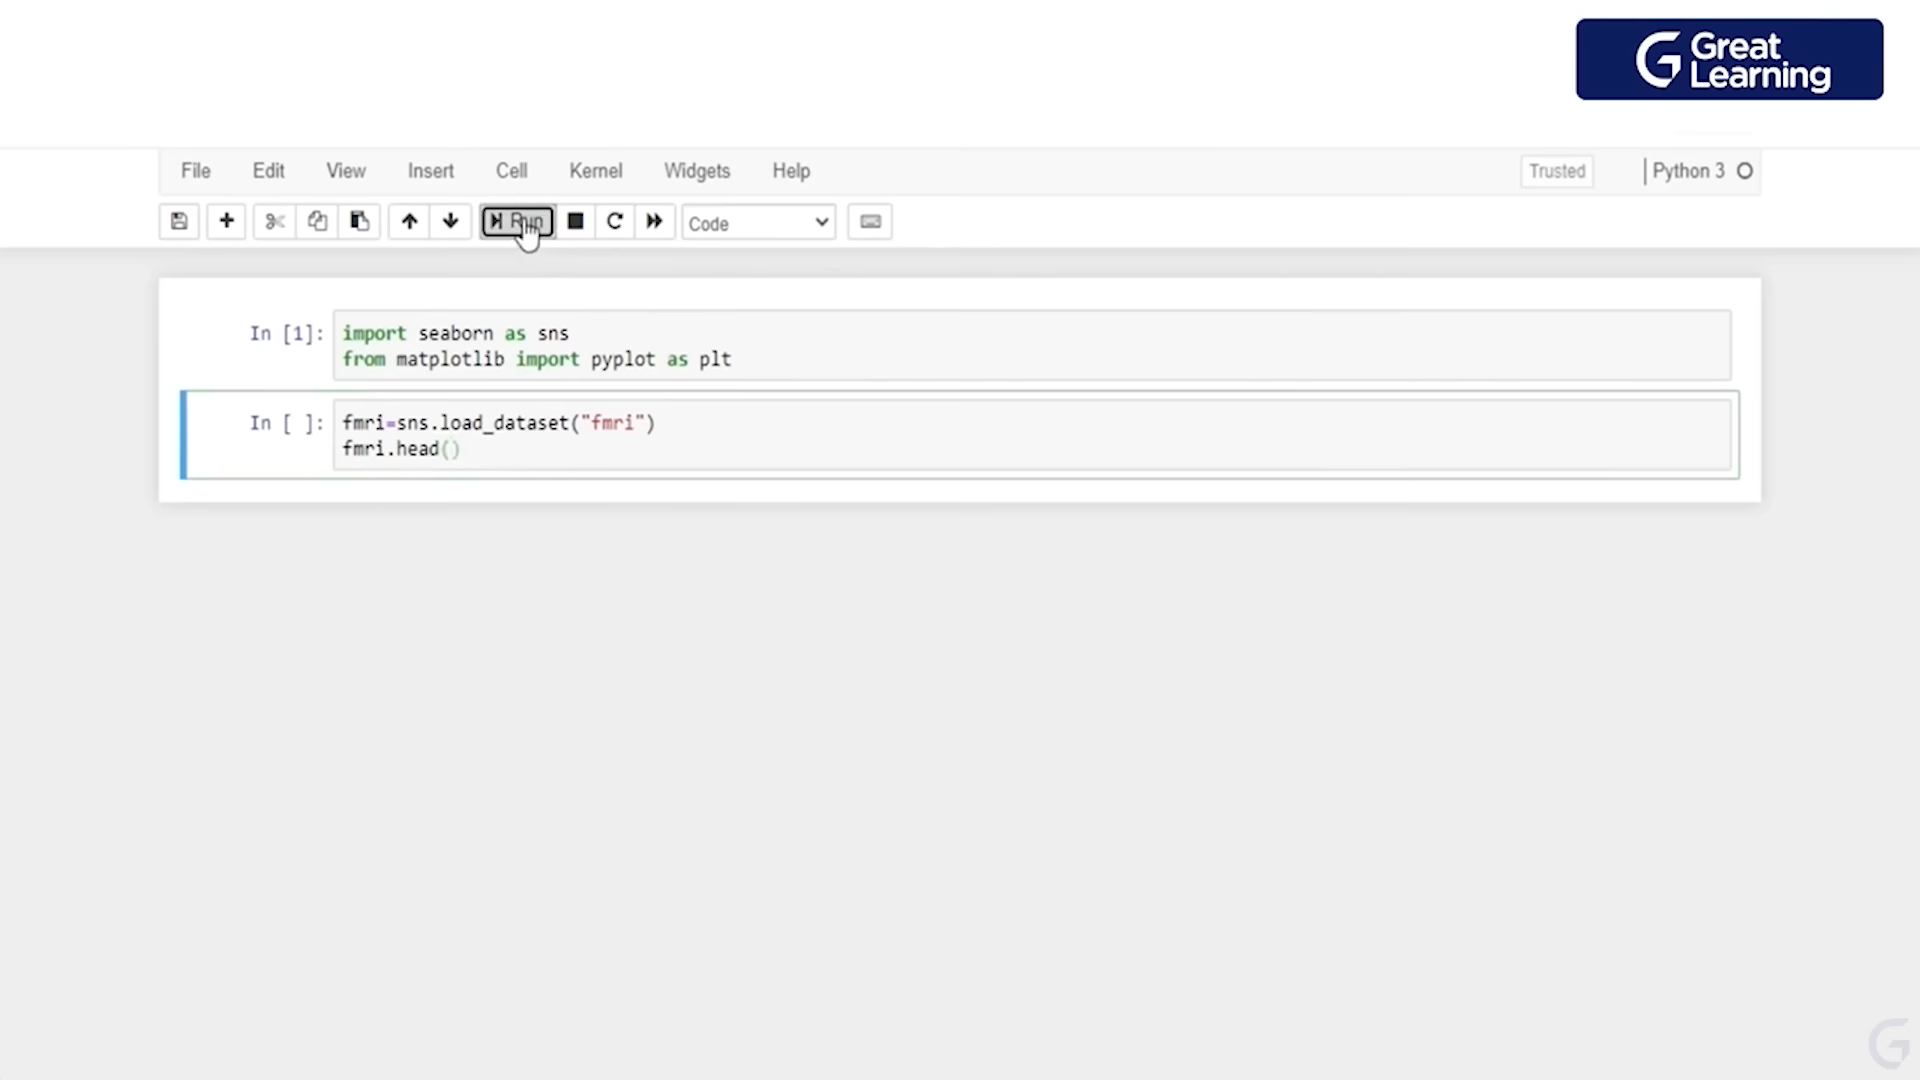 Great
Learning
File Edit View Insert Cell Kernel Widgets Help Trusted Python 3
Run Code
In [1]: import seaborn as sns
from matplotlib import pyplot as plt
In [ ]: fmri=sns.load_dataset("fmri")
fmri.head()